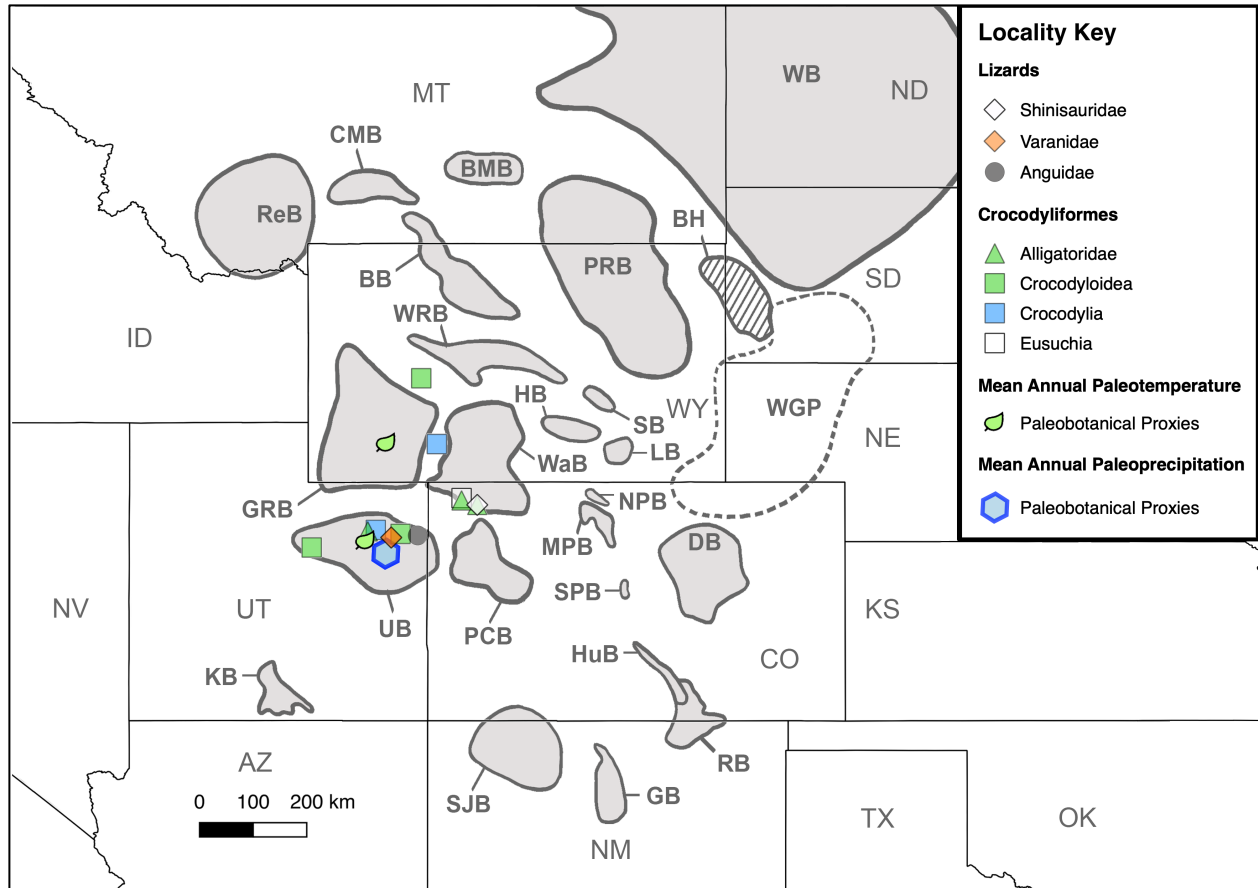 MT
WB
ND
CMB
BMB
ReB
BH
BB
PRB
SD
WRB
ID
HB
WY
WGP
SB
NE
LB
WaB
GRB
NPB
MPB
DB
SPB
NV
UT
UB
PCB
KS
HuB
CO
KB
AZ
RB
0 100 200 km
SJB
GB
NM
TX
OK
Locality Key
Lizards
Shinisauridae
Varanidae
Anguidae
Crocodyliformes
Alligatoridae
Crocodyloidea
Crocodylia
Eusuchia
Mean Annual Paleotemperature
Paleobotanical Proxies
Mean Annual Paleoprecipitation
Paleobotanical Proxies